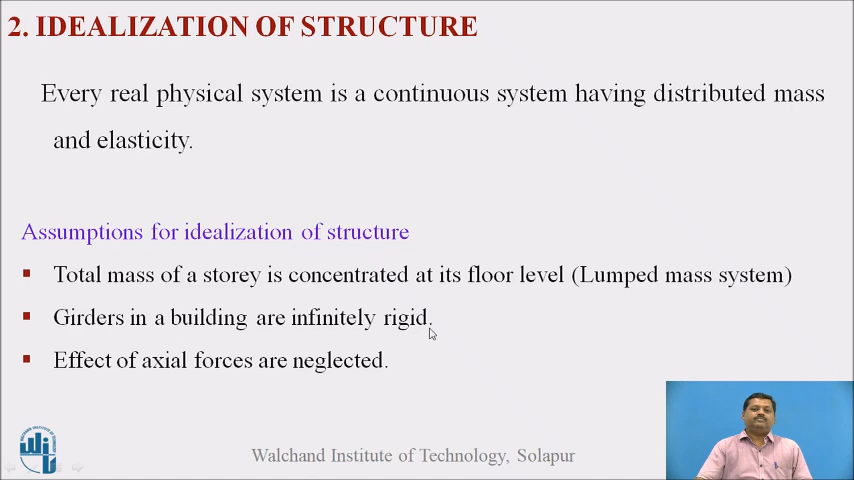 2. IDEALIZATION OF STRUCTURE
Every real physical system is a continuous system having distributed mass
and elasticity.
Assumptions for idealization of structure
▪ Total mass of a storey is concentrated at its floor level (Lumped mass system)
▪ Girders in a building are infinitely rigid.
▪ Effect of axial forces are neglected.
Walchand Institute of Technology, Solapur